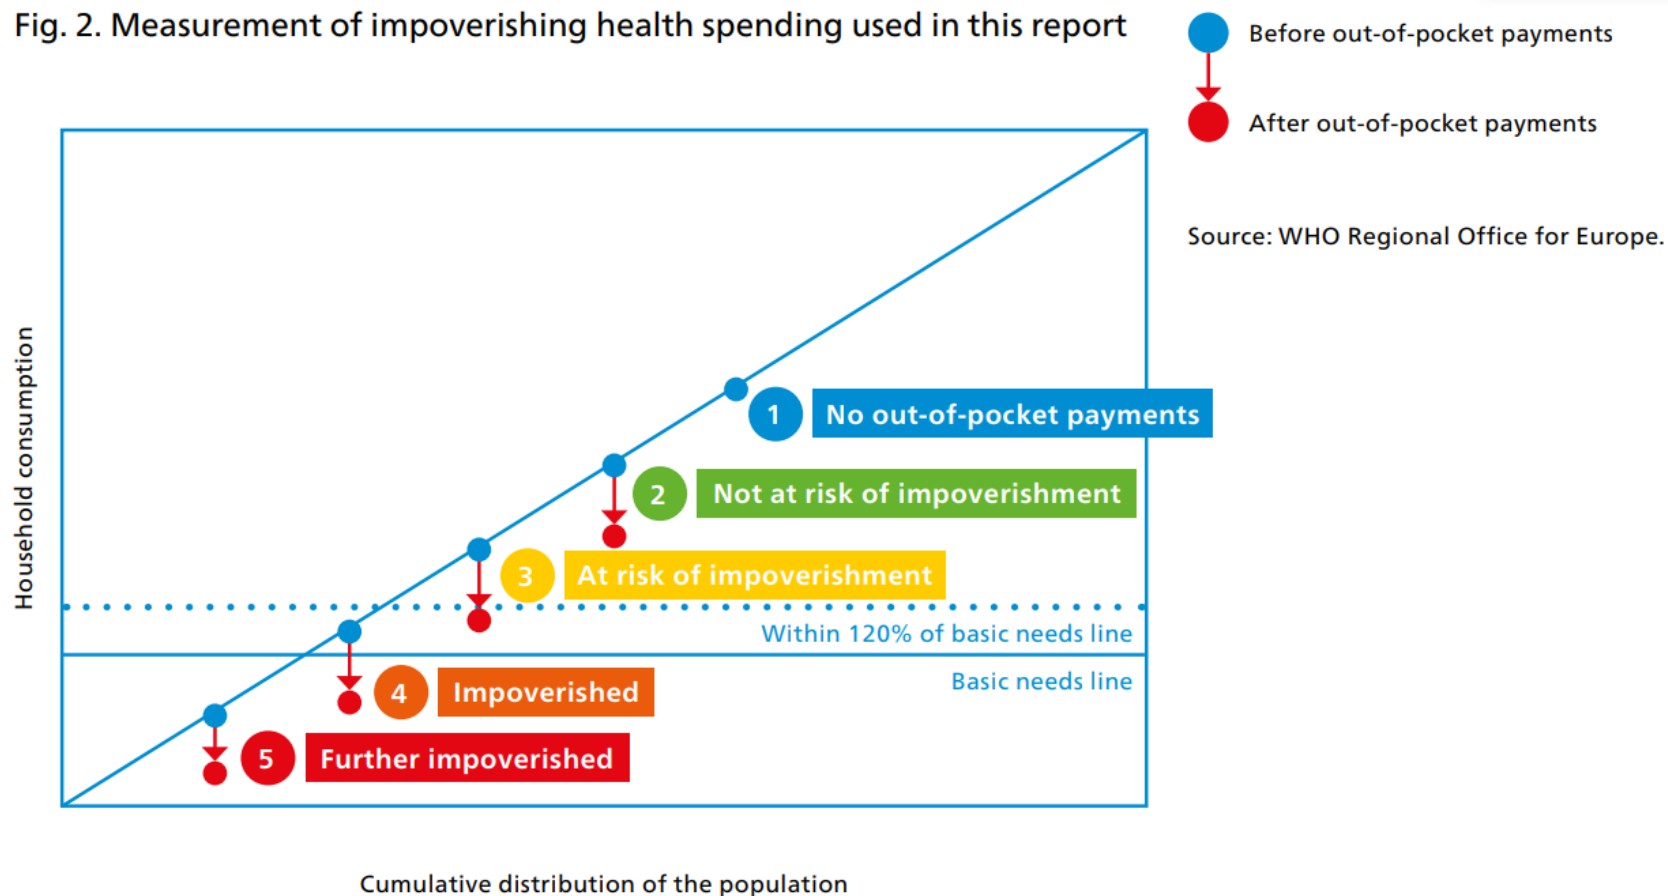 Fig. 2. Measurement of impoverishing health spending used in this report
Before out-of-pocket payments
After out-of-pocket payments
Source: WHO Regional Office for Europe.
Household consumption
1 No out-of-pocket payments
2 Not at risk of impoverishment
3 At risk of impoverishment
Within 120% of basic needs line
Basic needs line
4 Impoverished
5 Further impoverished
Cumulative distribution of the population